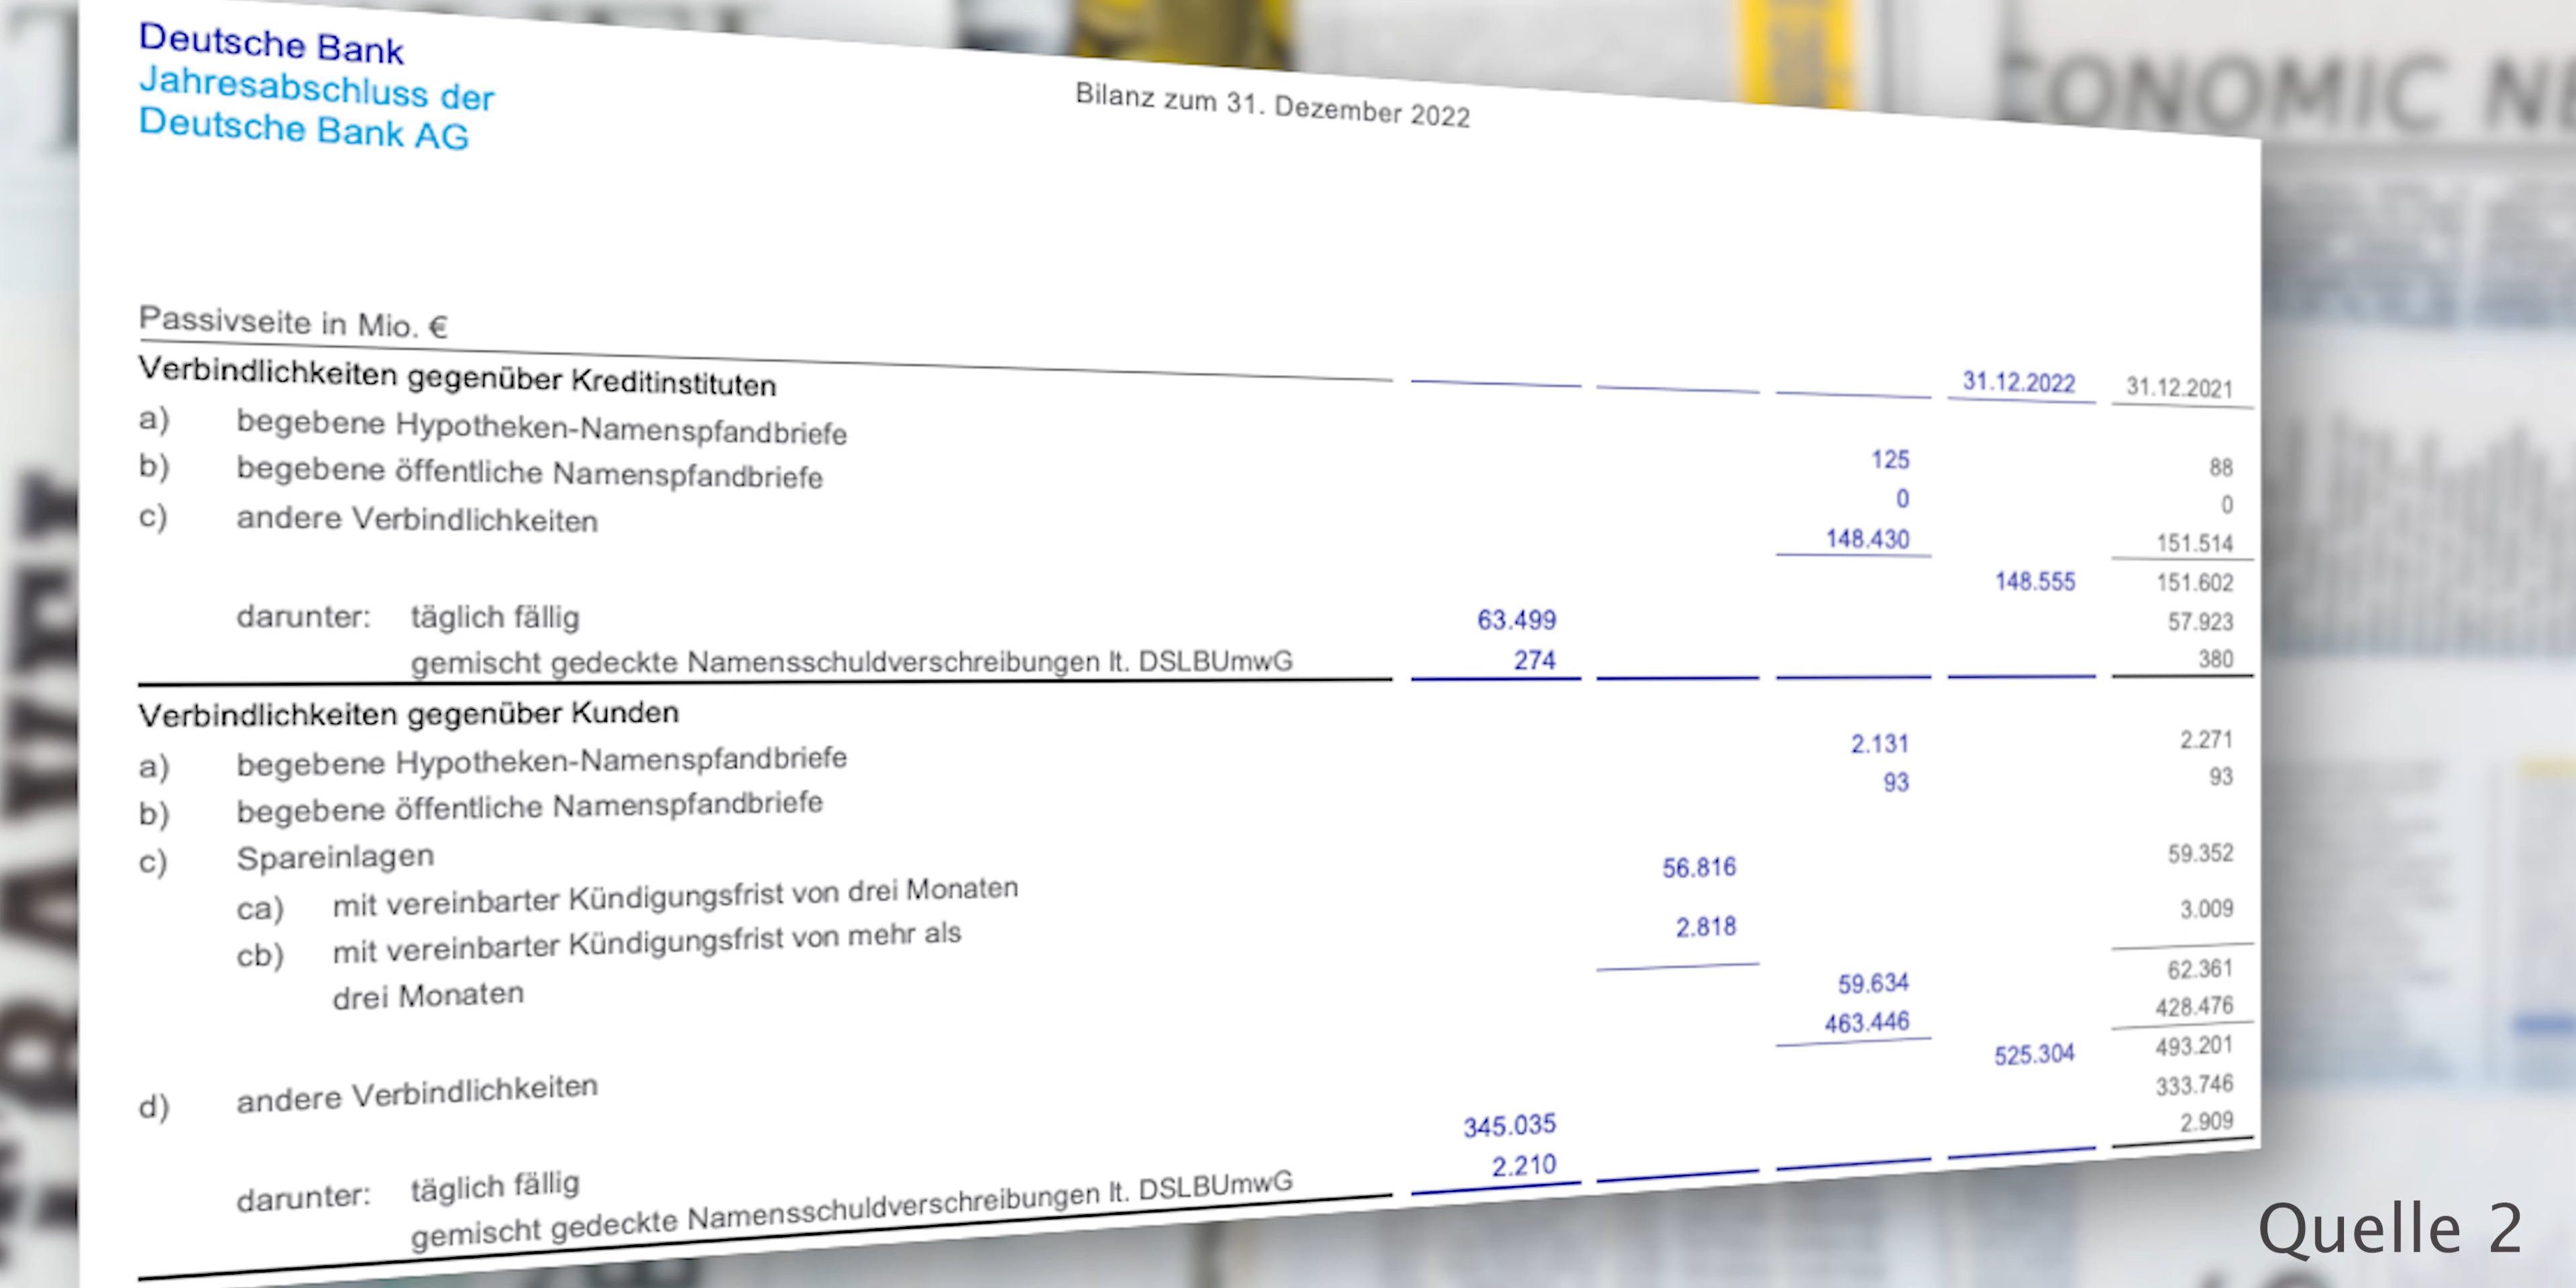 Deutsche Bank
Jahresabschluss der
Deutsche Bank AG
Bilanz zum 31. Dezember 2022
ONOMIC NE
Passivseite in Mio. €
31.12.2022 31.12.2021
Verbindlichkeiten gegenüber Kreditinstituten
a) begebene Hypotheken-Namenspfandbriefe 125 88
b) begebene öffentliche Namenspfandbriefe 0 0
c) andere Verbindlichkeiten 148.430 151.514
148.555 151.602
darunter: täglich fällig 63.499 57.923
gemischt gedeckte Namensschuldverschreibungen lt. DSLBUmwG 274 380
Verbindlichkeiten gegenüber Kunden
a) begebene Hypotheken-Namenspfandbriefe 2.131 2.271
b) begebene öffentliche Namenspfandbriefe 93 93
c) Spareinlagen
ca) mit vereinbarter Kündigungsfrist von drei Monaten 56.816 59.352
cb) mit vereinbarter Kündigungsfrist von mehr als
drei Monaten 2.818 3.009
59.634 62.361
d) andere Verbindlichkeiten 463.446 428.476
525.304 493.201
darunter: täglich fällig 345.035 333.746
gemischt gedeckte Namensschuldverschreibungen lt. DSLBUmwG 2.210 2.909
Quelle 2